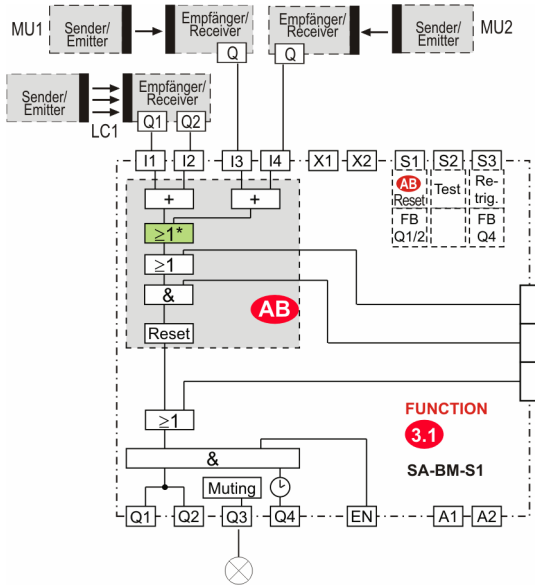 MU1
Sender/
Emitter
Empfänger/
Receiver
Q
Empfänger/
Receiver
Q
Sender/
Emitter
MU2
Sender/
Emitter
LC1
Empfänger/
Receiver
Q1 Q2
I1 I2 I3 I4 X1 X2 S1 S2 S3
AB
Reset
Test
Re-
trig.
FB
Q1/2
FB
Q4
+ +
≥1*
≥1
&
AB
Reset
≥1
FUNCTION
3.1
&
SA-BM-S1
Muting
Q1 Q2 Q3 Q4 EN A1 A2